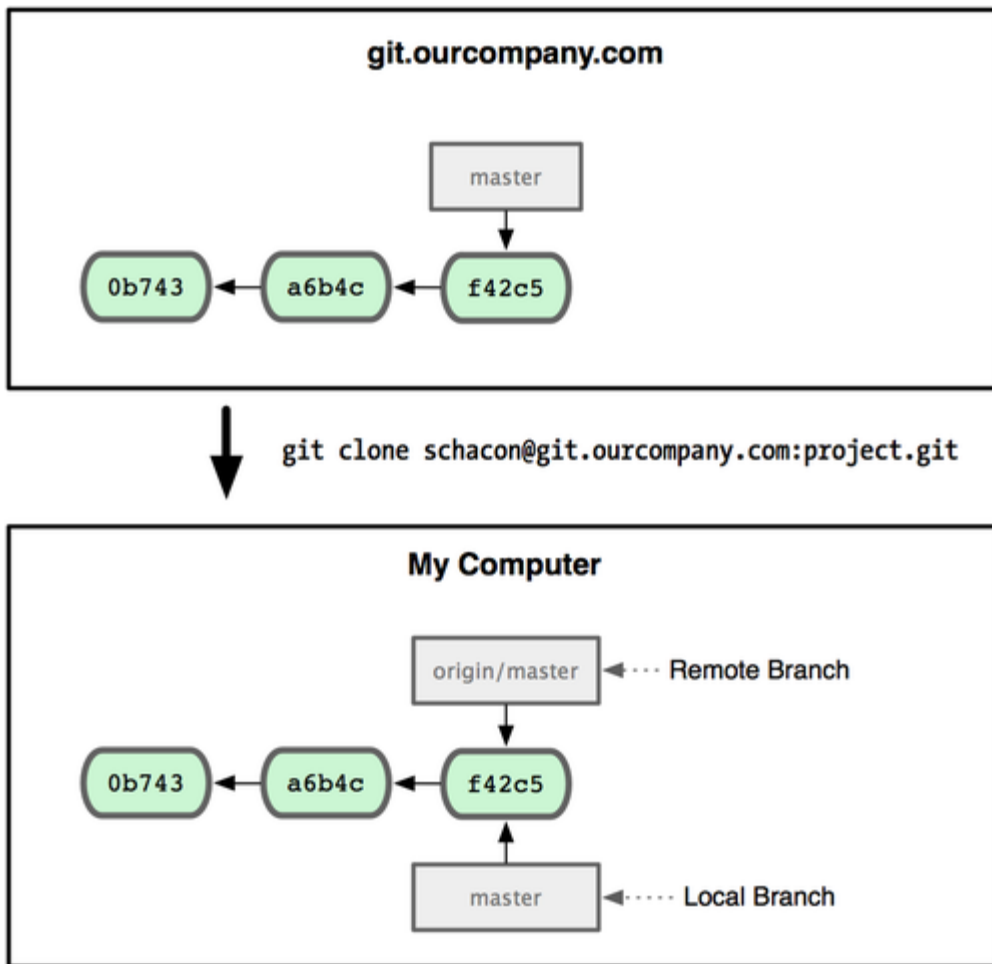 git.ourcompany.com
master
0b743 a6b4c f42c5
git clone schacon@git.ourcompany.com:project.git
My Computer
origin/master Remote Branch
0b743 a6b4c f42c5
master Local Branch